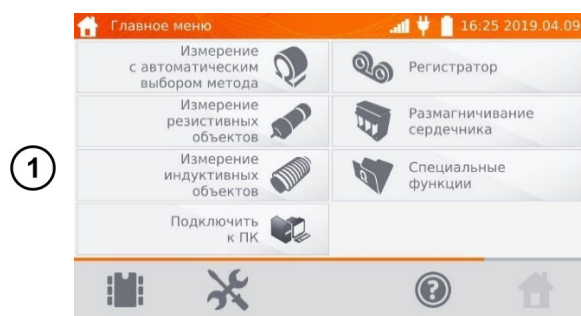 Главное меню
16:25 2019.04.09
Измерение
с автоматическим
выбором метода
Регистратор
Измерение
резистивных
объектов
Размагничивание
сердечника
1
Измерение
индуктивных
объектов
Специальные
функции
Подключить
к ПК